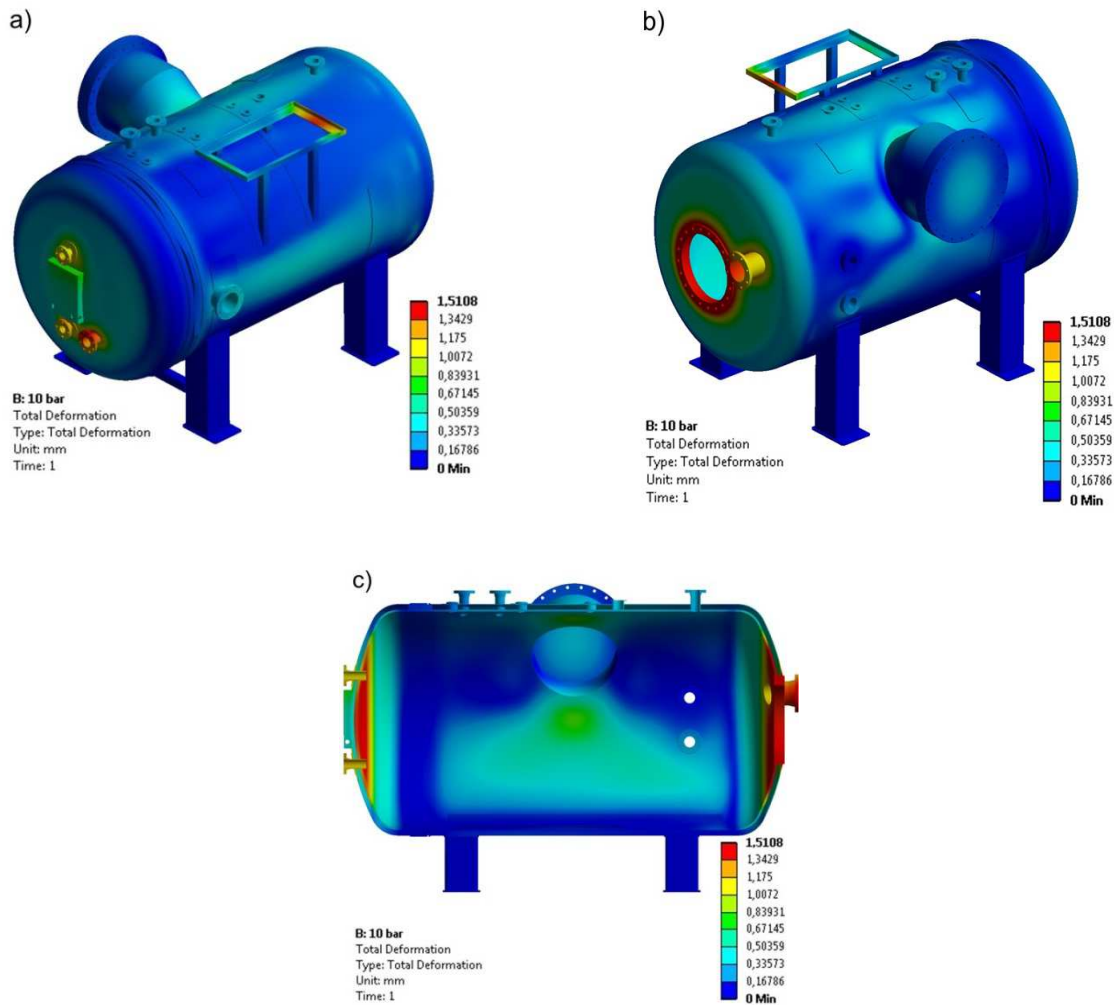 a)
1,5108
1,3429
1,175
1,0072
0,83931
0,67145
0,50359
0,33573
0,16786
0 Min
B: 10 bar
Total Deformation
Type: Total Deformation
Unit: mm
Time: 1
b)
1,5108
1,3429
1,175
1,0072
0,83931
0,67145
0,50359
0,33573
0,16786
0 Min
B: 10 bar
Total Deformation
Type: Total Deformation
Unit: mm
Time: 1
c)
1,5108
1,3429
1,175
1,0072
0,83931
0,67145
0,50359
0,33573
0,16786
0 Min
B: 10 bar
Total Deformation
Type: Total Deformation
Unit: mm
Time: 1